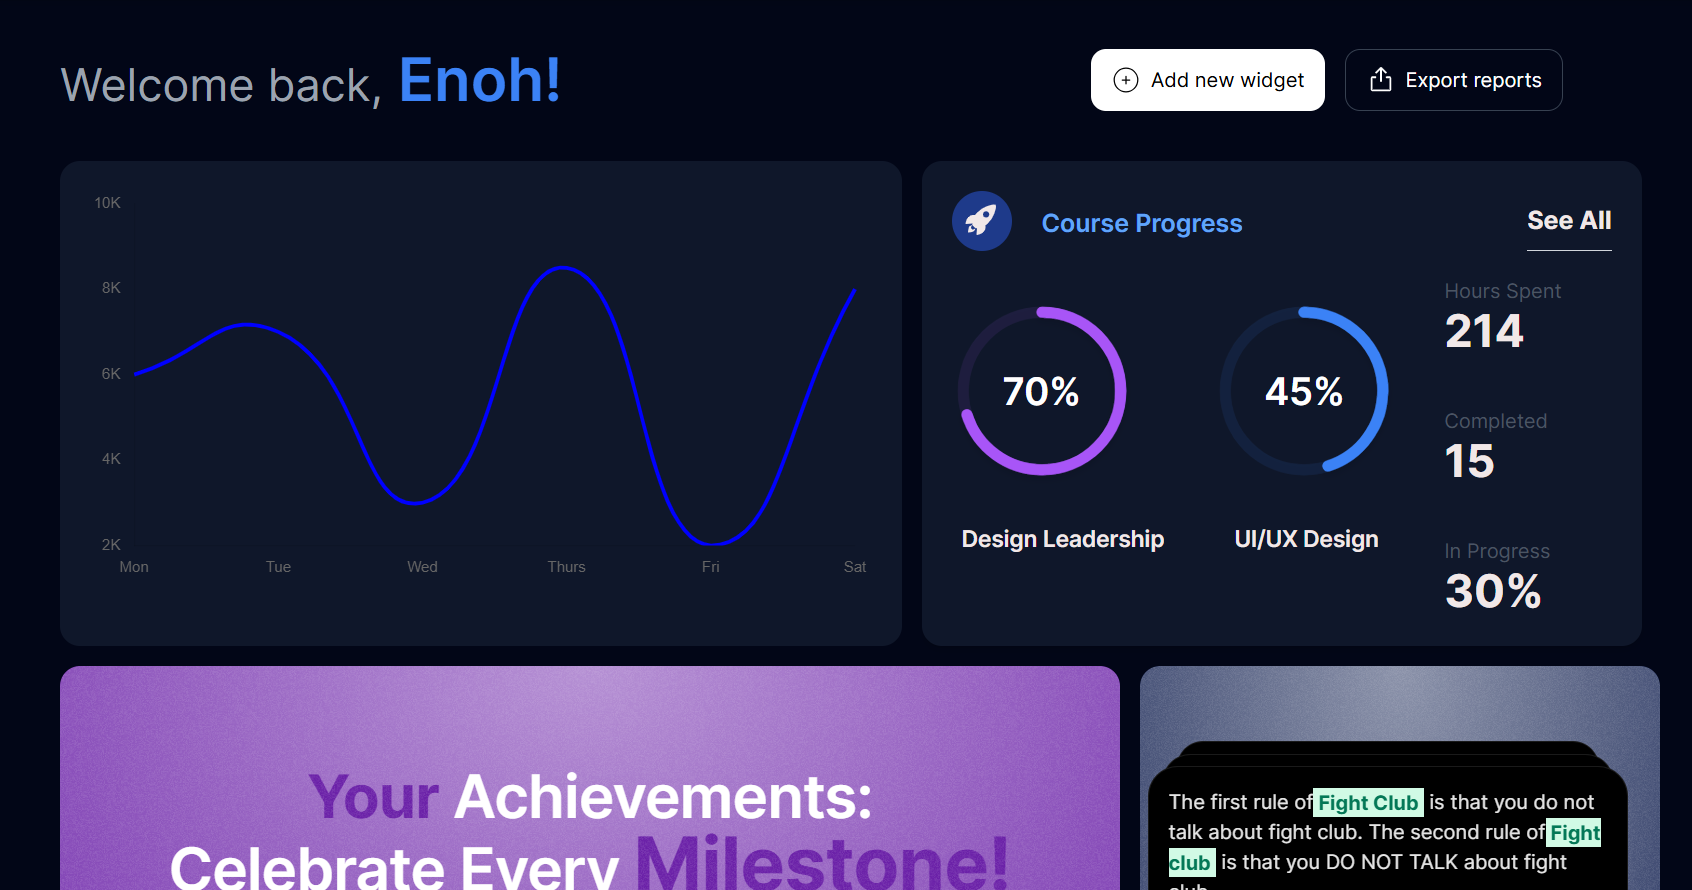 Welcome back, Enoh!
Add new widget
Export reports
10K
8K
6K
4K
2K
Mon Tue Wed Thurs Fri Sat
Course Progress
See All
70%
45%
Design Leadership
UI/UX Design
Hours Spent
214
Completed
15
In Progress
30%
Your Achievements:
Celebrate Every Milestone!
The first rule of Fight Club is that you do not
talk about fight club. The second rule of Fight
club is that you DO NOT TALK about fight
club